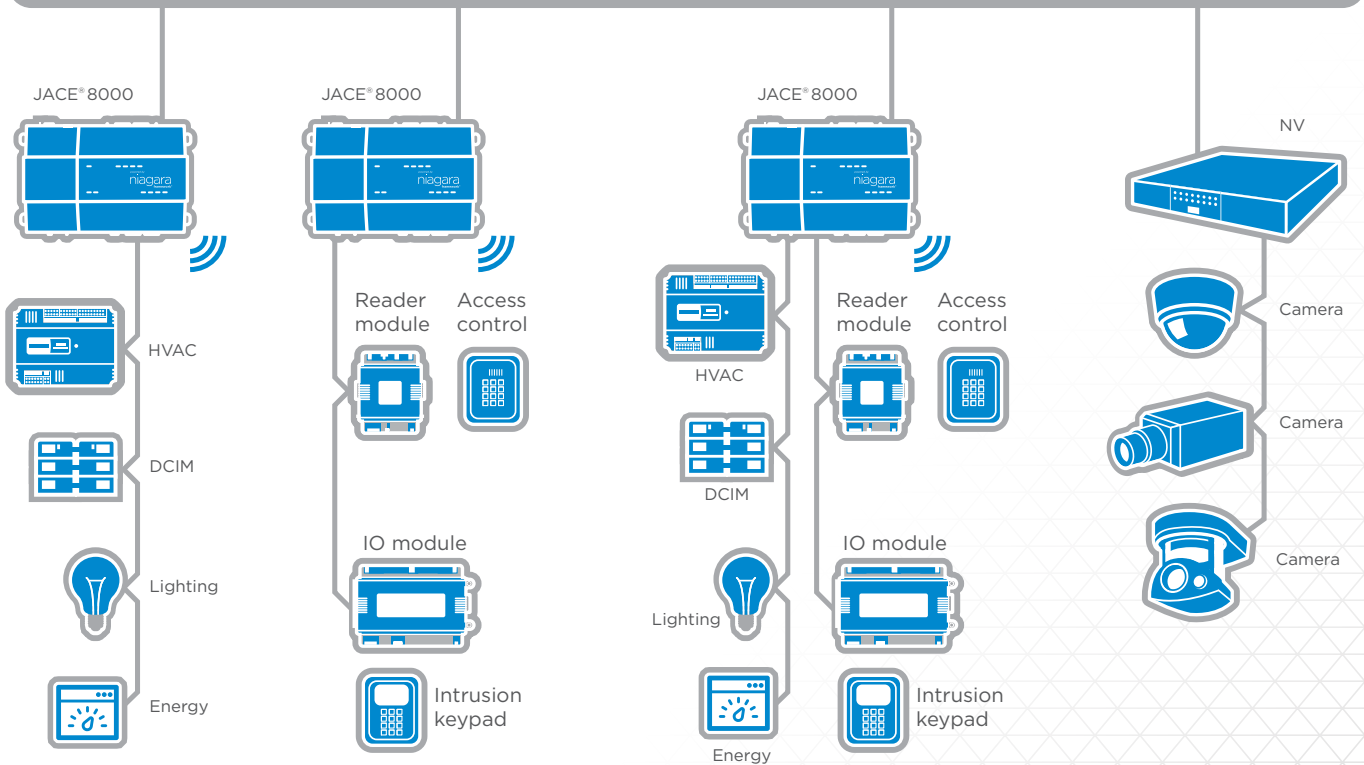 JACE® 8000
JACE® 8000
JACE® 8000
NV
niagara
niagara
niagara
HVAC
DCIM
Lighting
Energy
Reader
module
Access
control
IO module
Intrusion
keypad
HVAC
DCIM
Lighting
Energy
Reader
module
Access
control
IO module
Intrusion
keypad
Camera
Camera
Camera